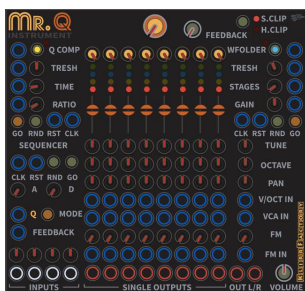 MR.Q
INSTRUMENT
FEEDBACK
S.CLIP
H.CLIP
Q COMP
WFOLDER
TRESH
TRESH
TIME
STAGES
RATIO
GAIN
GO RND RST CLK
CLK RST RND GO
SEQUENCER
TUNE
OCTAVE
CLK RST RND GO
A D
PAN
V/OCT IN
Q MODE
VCA IN
FEEDBACK
FM
FM IN
INPUTS
SINGLE OUTPUTS
OUT L/R
VOLUME